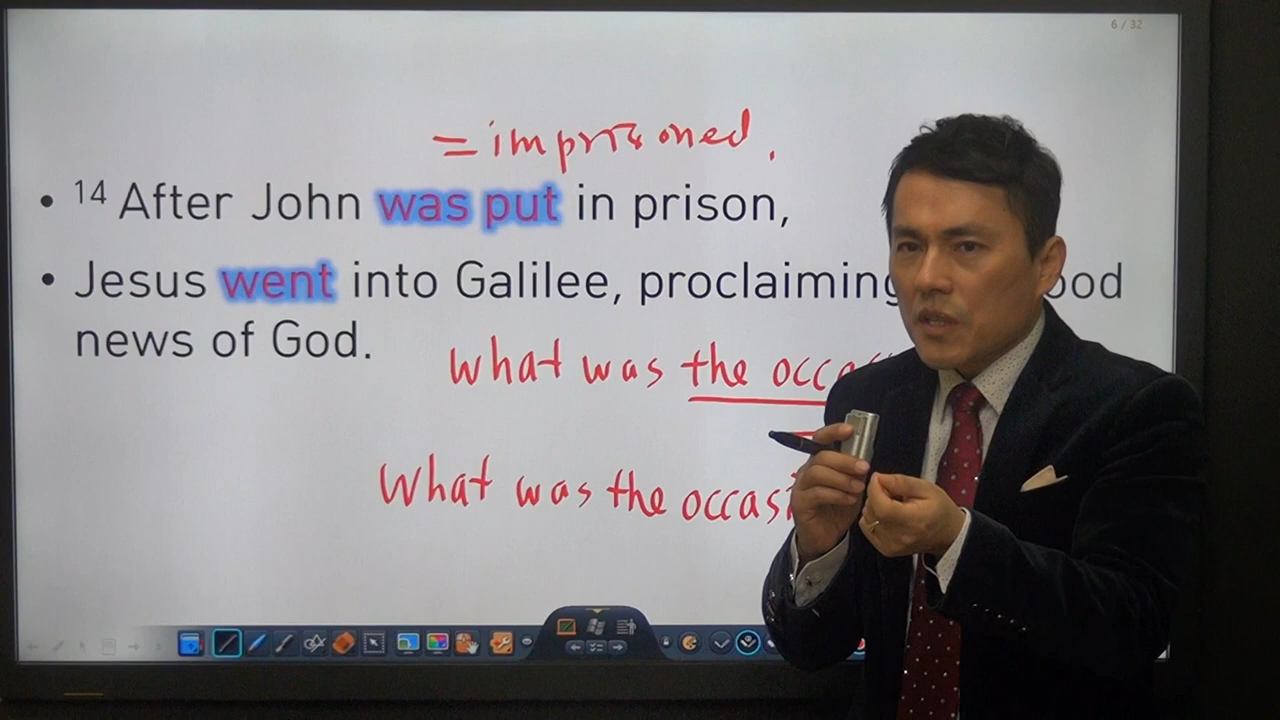 6 / 32
= imprisoned.
• 14 After John was put in prison,
• Jesus went into Galilee, proclaiming ood
news of God.
What was the occas
What was the occasi